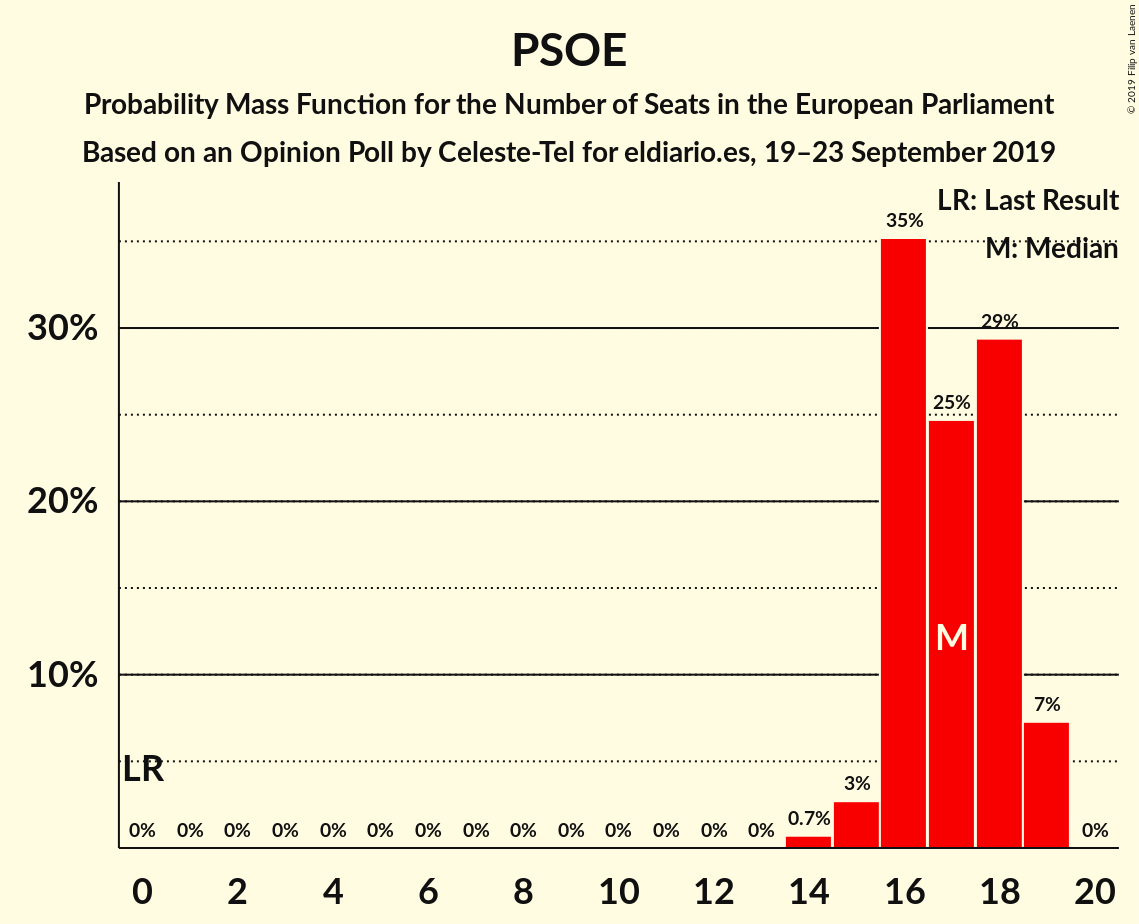 PSOE
Probability Mass Function for the Number of Seats in the European Parliament
Based on an Opinion Poll by Celeste-Tel for eldiario.es, 19–23 September 2019
© 2019 Filip van Laenen
LR: Last Result
M: Median
35%
30%
29%
25%
20%
M
10%
7%
LR
3%
0% 0% 0% 0% 0% 0% 0% 0% 0% 0% 0% 0% 0% 0% 0.7% 0%
0 2 4 6 8 10 12 14 16 18 20